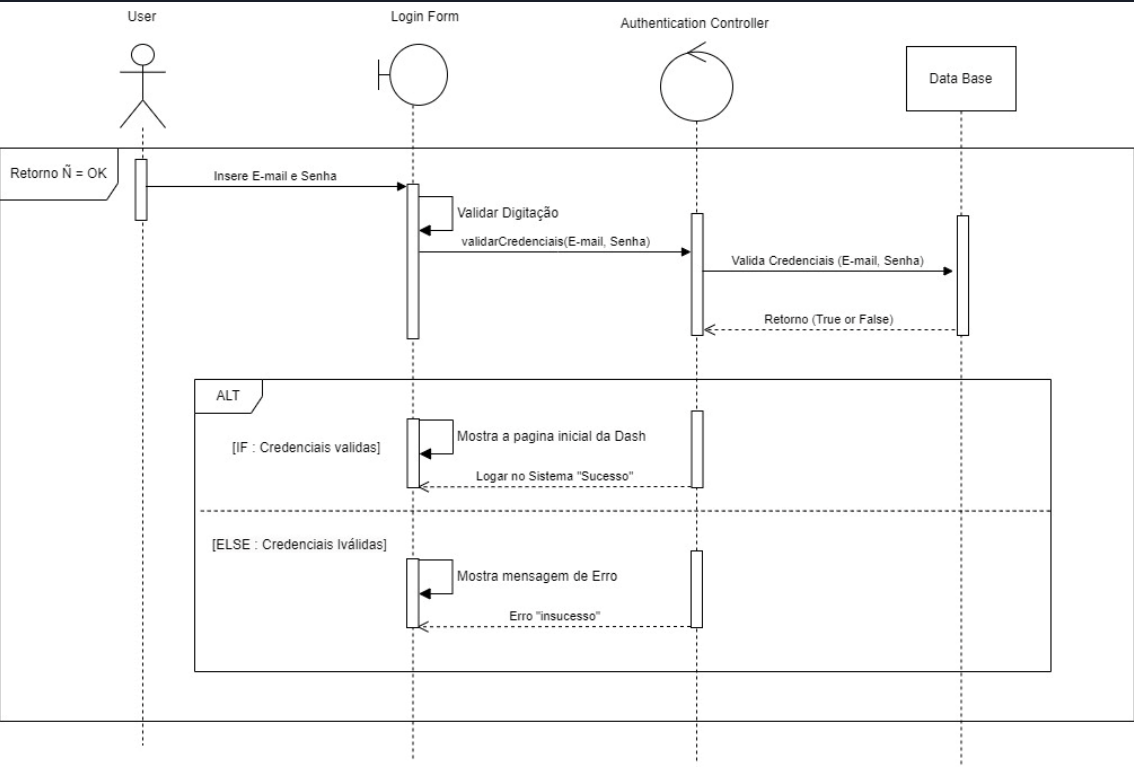 User
Login Form
Authentication Controller
Data Base
Retorno Ñ = OK
Insere E-mail e Senha
Validar Digitação
validarCredenciais(E-mail, Senha)
Valida Credenciais (E-mail, Senha)
Retorno (True or False)
ALT
[IF : Credenciais validas]
Mostra a pagina inicial da Dash
Logar no Sistema "Sucesso"
[ELSE : Credenciais Iválidas]
Mostra mensagem de Erro
Erro "insucesso"